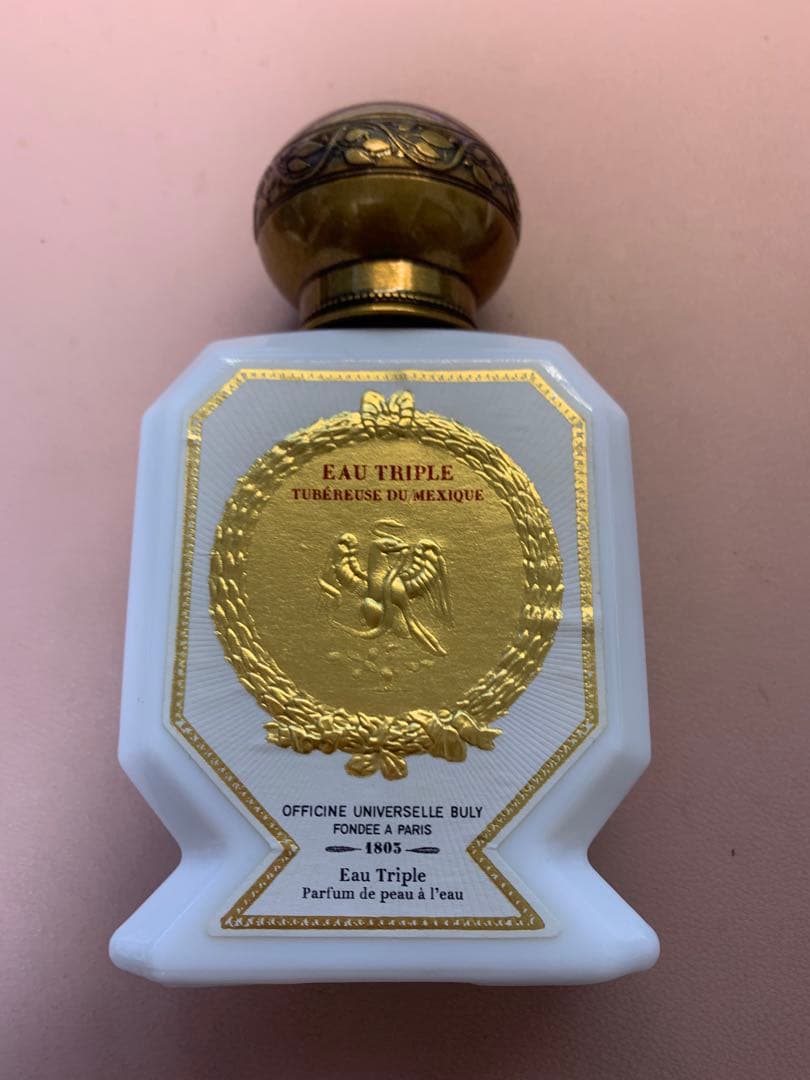 EAU TRIPLE
TUBÉREUSE DU MEXIQUE
OFFICINE UNIVERSELLE BULY
FONDEE A PARIS
1803
Eau Triple
Parfum de peau à l'eau